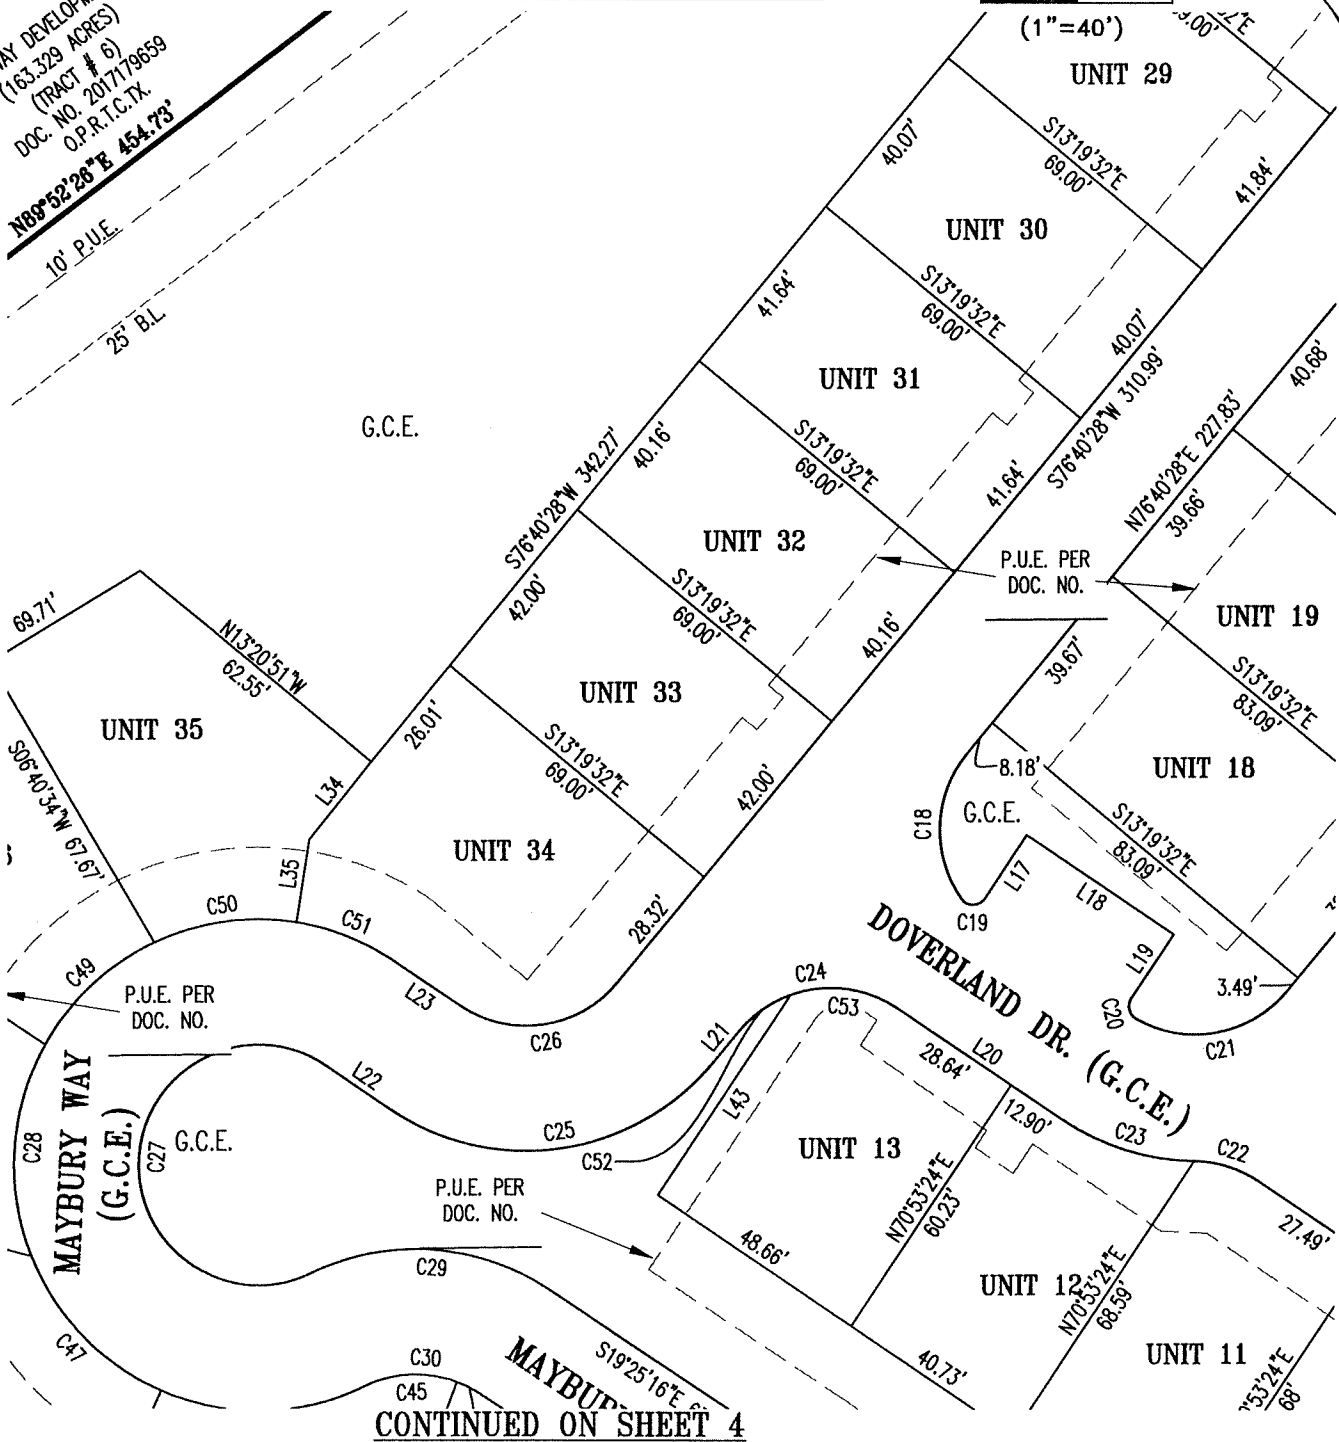 (163.329 ACRES)
(TRACT # 6)
DOC. NO. 2017179659
O.P.R.T.C.TX.
N89°52'26"E 454.73'
10' P.U.E.
25' B.L.
(1"=40')
UNIT 29
40.07'
S13°19'32"E
69.00'
41.84'
UNIT 30
41.64'
S13°19'32"E
69.00'
40.07'
S76°40'28"W 310.99'
UNIT 31
G.C.E.
S76°40'28"W 342.27'
40.16'
S13°19'32"E
69.00'
41.64'
N76°40'28"E 227.83'
40.68'
39.66'
UNIT 32
P.U.E. PER
DOC. NO.
42.00'
S13°19'32"E
69.00'
40.16'
UNIT 19
69.71'
N13°20'51"W
62.55'
UNIT 33
39.67'
S13°19'32"E
83.09'
UNIT 35
S06°40'34"W 67.67'
26.01'
L34
S13°19'32"E
69.00'
42.00'
8.18'
UNIT 18
G.C.E.
C18
S13°19'32"E
83.09'
UNIT 34
L35
L17
L18
C19
L19
C20
3.49'
C21
C50
C51
28.32'
DOVERLAND DR. (G.C.E.)
C49
P.U.E. PER
DOC. NO.
L23
C26
C24
C53
L21
L20
28.64'
L22
L43
12.90'
C23
C22
MAYBURY WAY
(G.C.E.)
C28
C27
G.C.E.
C25
C52
UNIT 13
N70°53'24"E
60.23'
P.U.E. PER
DOC. NO.
48.66'
27.49'
C29
UNIT 12
N70°53'24"E
68.59'
C47
C30
C45
S19°25'16"E
40.73'
UNIT 11
CONTINUED ON SHEET 4